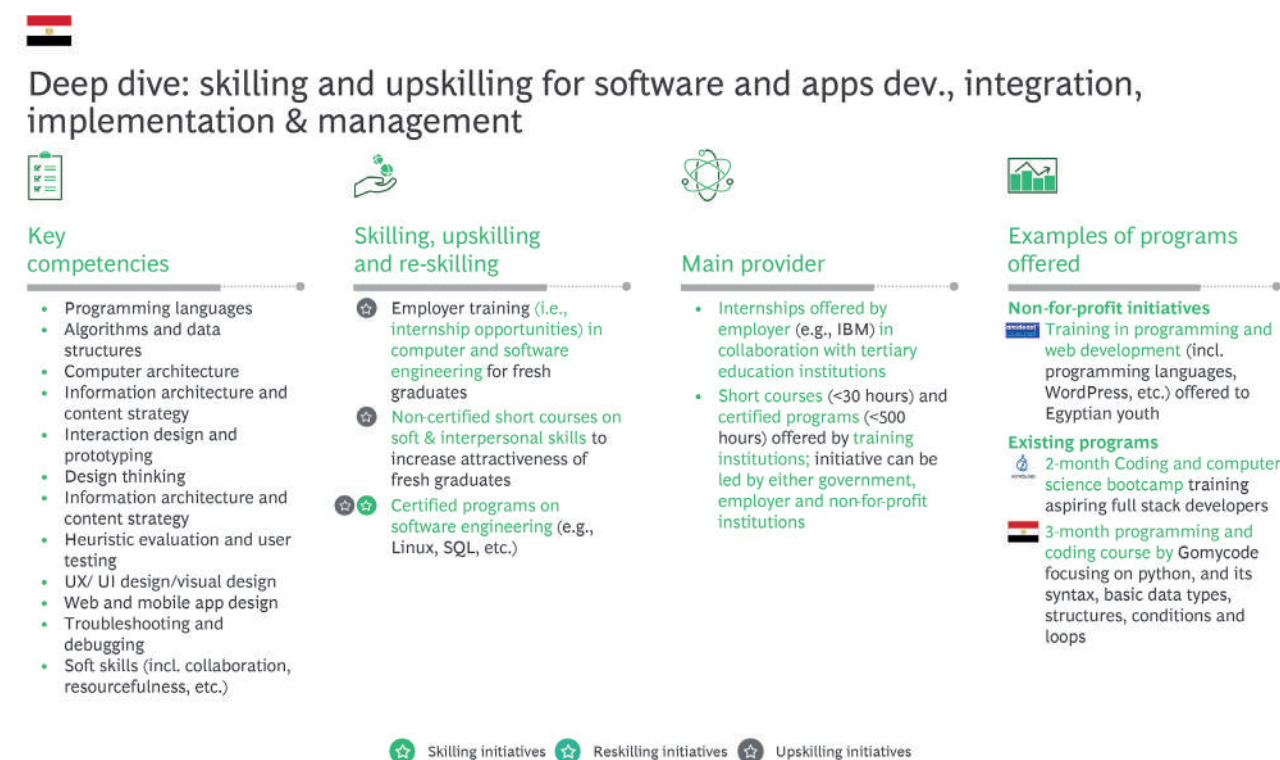 Deep dive: skilling and upskilling for software and apps dev., integration,
implementation & management
Key
competencies
• Programming languages
• Algorithms and data
structures
• Computer architecture
• Information architecture and
content strategy
• Interaction design and
prototyping
• Design thinking
• Information architecture and
content strategy
• Heuristic evaluation and user
testing
• UX/ UI design/visual design
• Web and mobile app design
• Troubleshooting and
debugging
• Soft skills (incl. collaboration,
resourcefulness, etc.)
Skilling, upskilling
and re-skilling
Employer training (i.e.,
internship opportunities) in
computer and software
engineering for fresh
graduates
Non-certified short courses on
soft & interpersonal skills to
increase attractiveness of
fresh graduates
Certified programs on
software engineering (e.g.,
Linux, SQL, etc.)
Main provider
• Internships offered by
employer (e.g., IBM) in
collaboration with tertiary
education institutions
• Short courses (<30 hours) and
certified programs (<500
hours) offered by training
institutions; initiative can be
led by either government,
employer and non-for-profit
institutions
Examples of programs
offered
Non-for-profit initiatives
amideast
Training in programming and
web development (incl.
programming languages,
WordPress, etc.) offered to
Egyptian youth
Existing programs
2-month Coding and computer
science bootcamp training
aspiring full stack developers
3-month programming and
coding course by Gomycode
focusing on python, and its
syntax, basic data types,
structures, conditions and
loops
Skilling initiatives
Reskilling initiatives
Upskilling initiatives